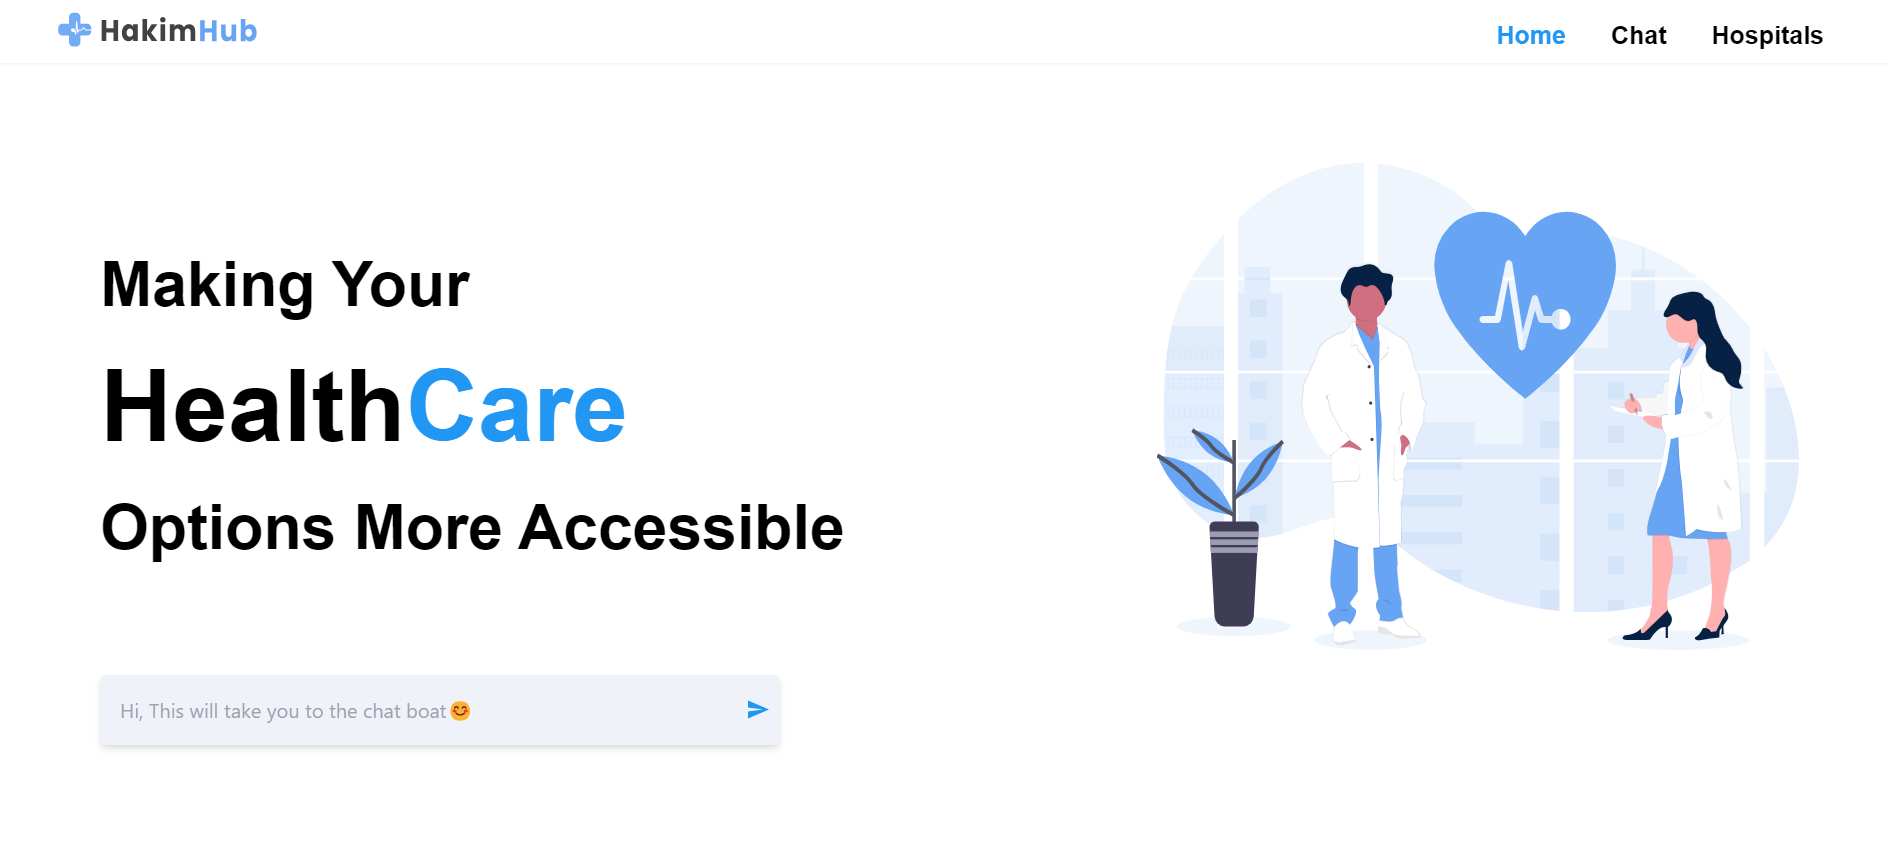 HakimHub
Home Chat Hospitals
Making Your
HealthCare
Options More Accessible
Hi, This will take you to the chat boat😊